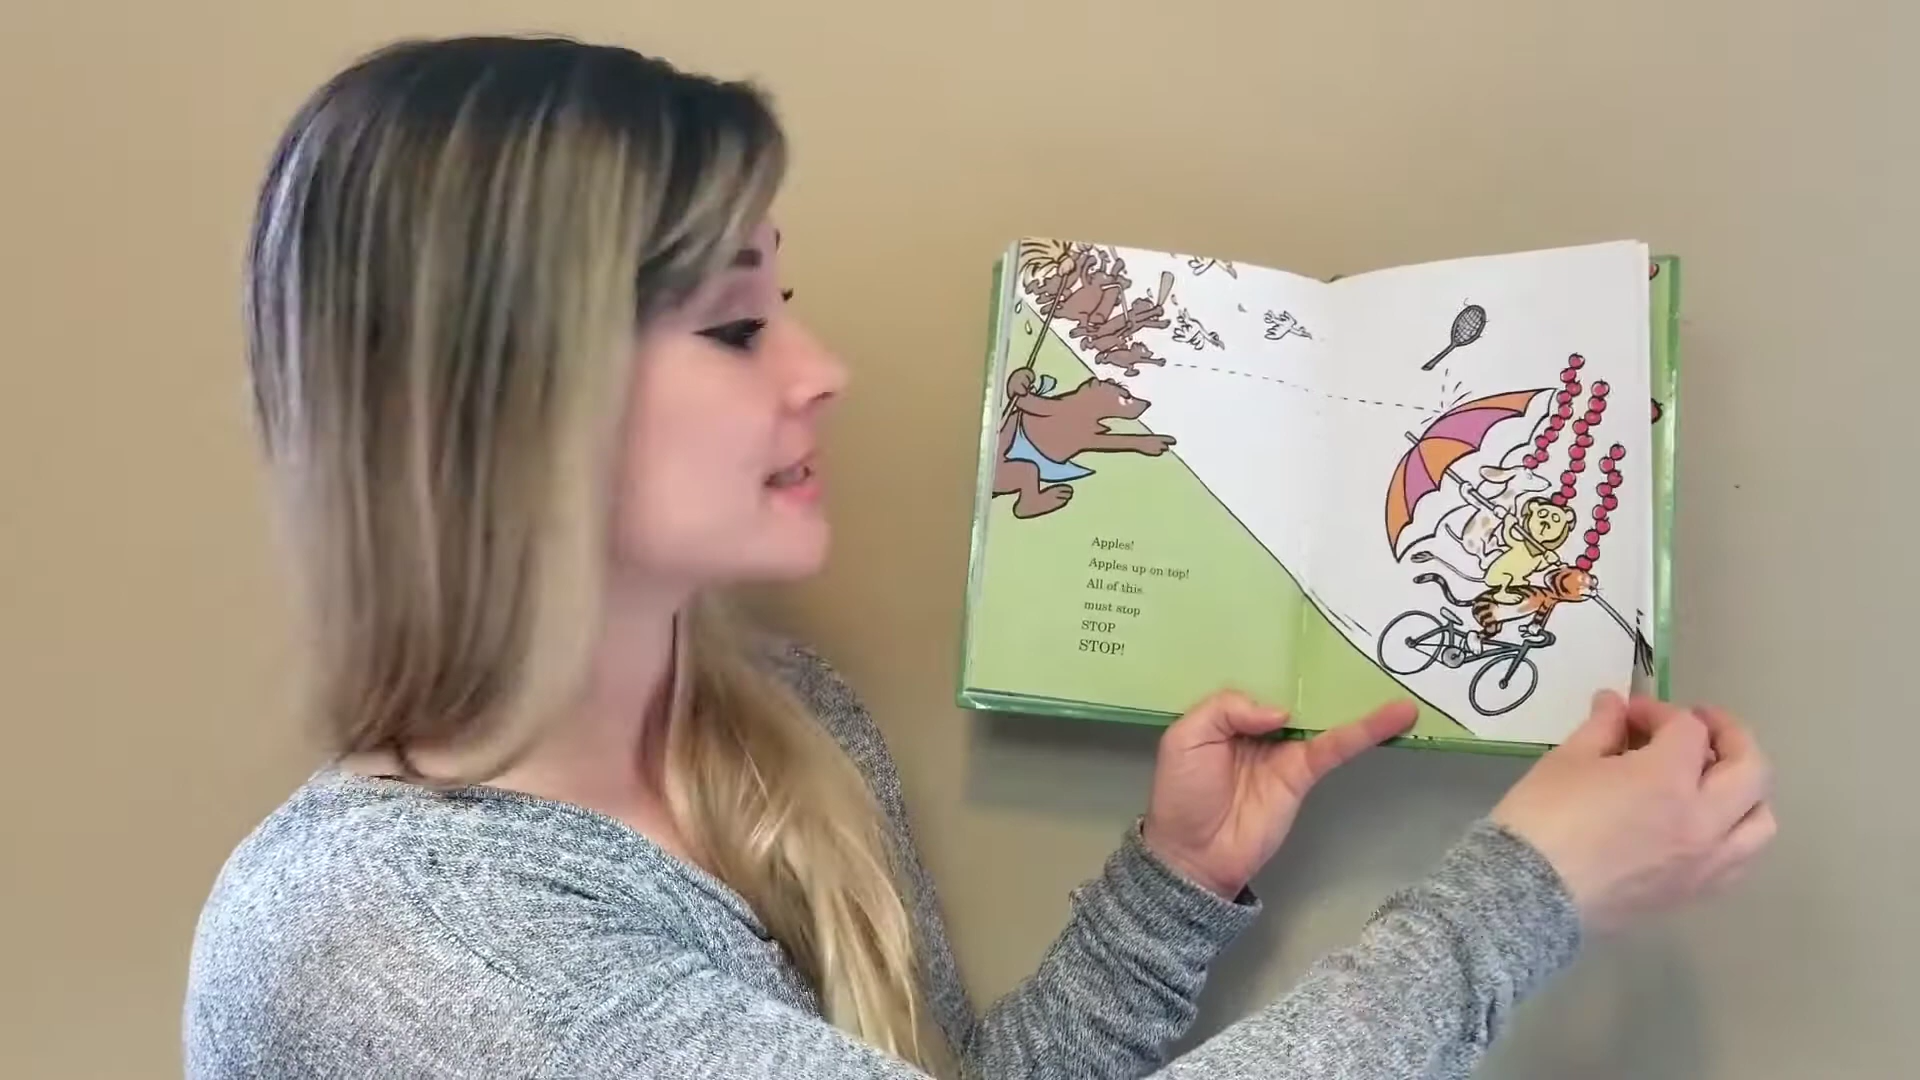 Apples!
Apples up on top!
All of this
must stop
STOP
STOP!